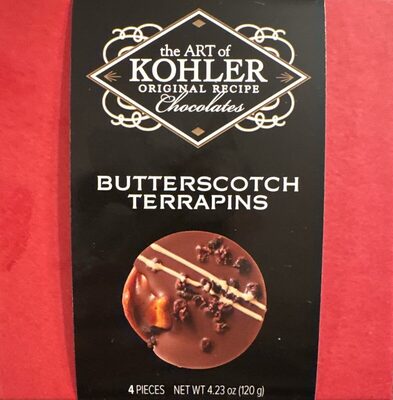 the ART of
KOHLER
ORIGINAL RECIPE
Chocolates
BUTTERSCOTCH
TERRAPINS
4 PIECES NET WT 4.23 oz (120 g)